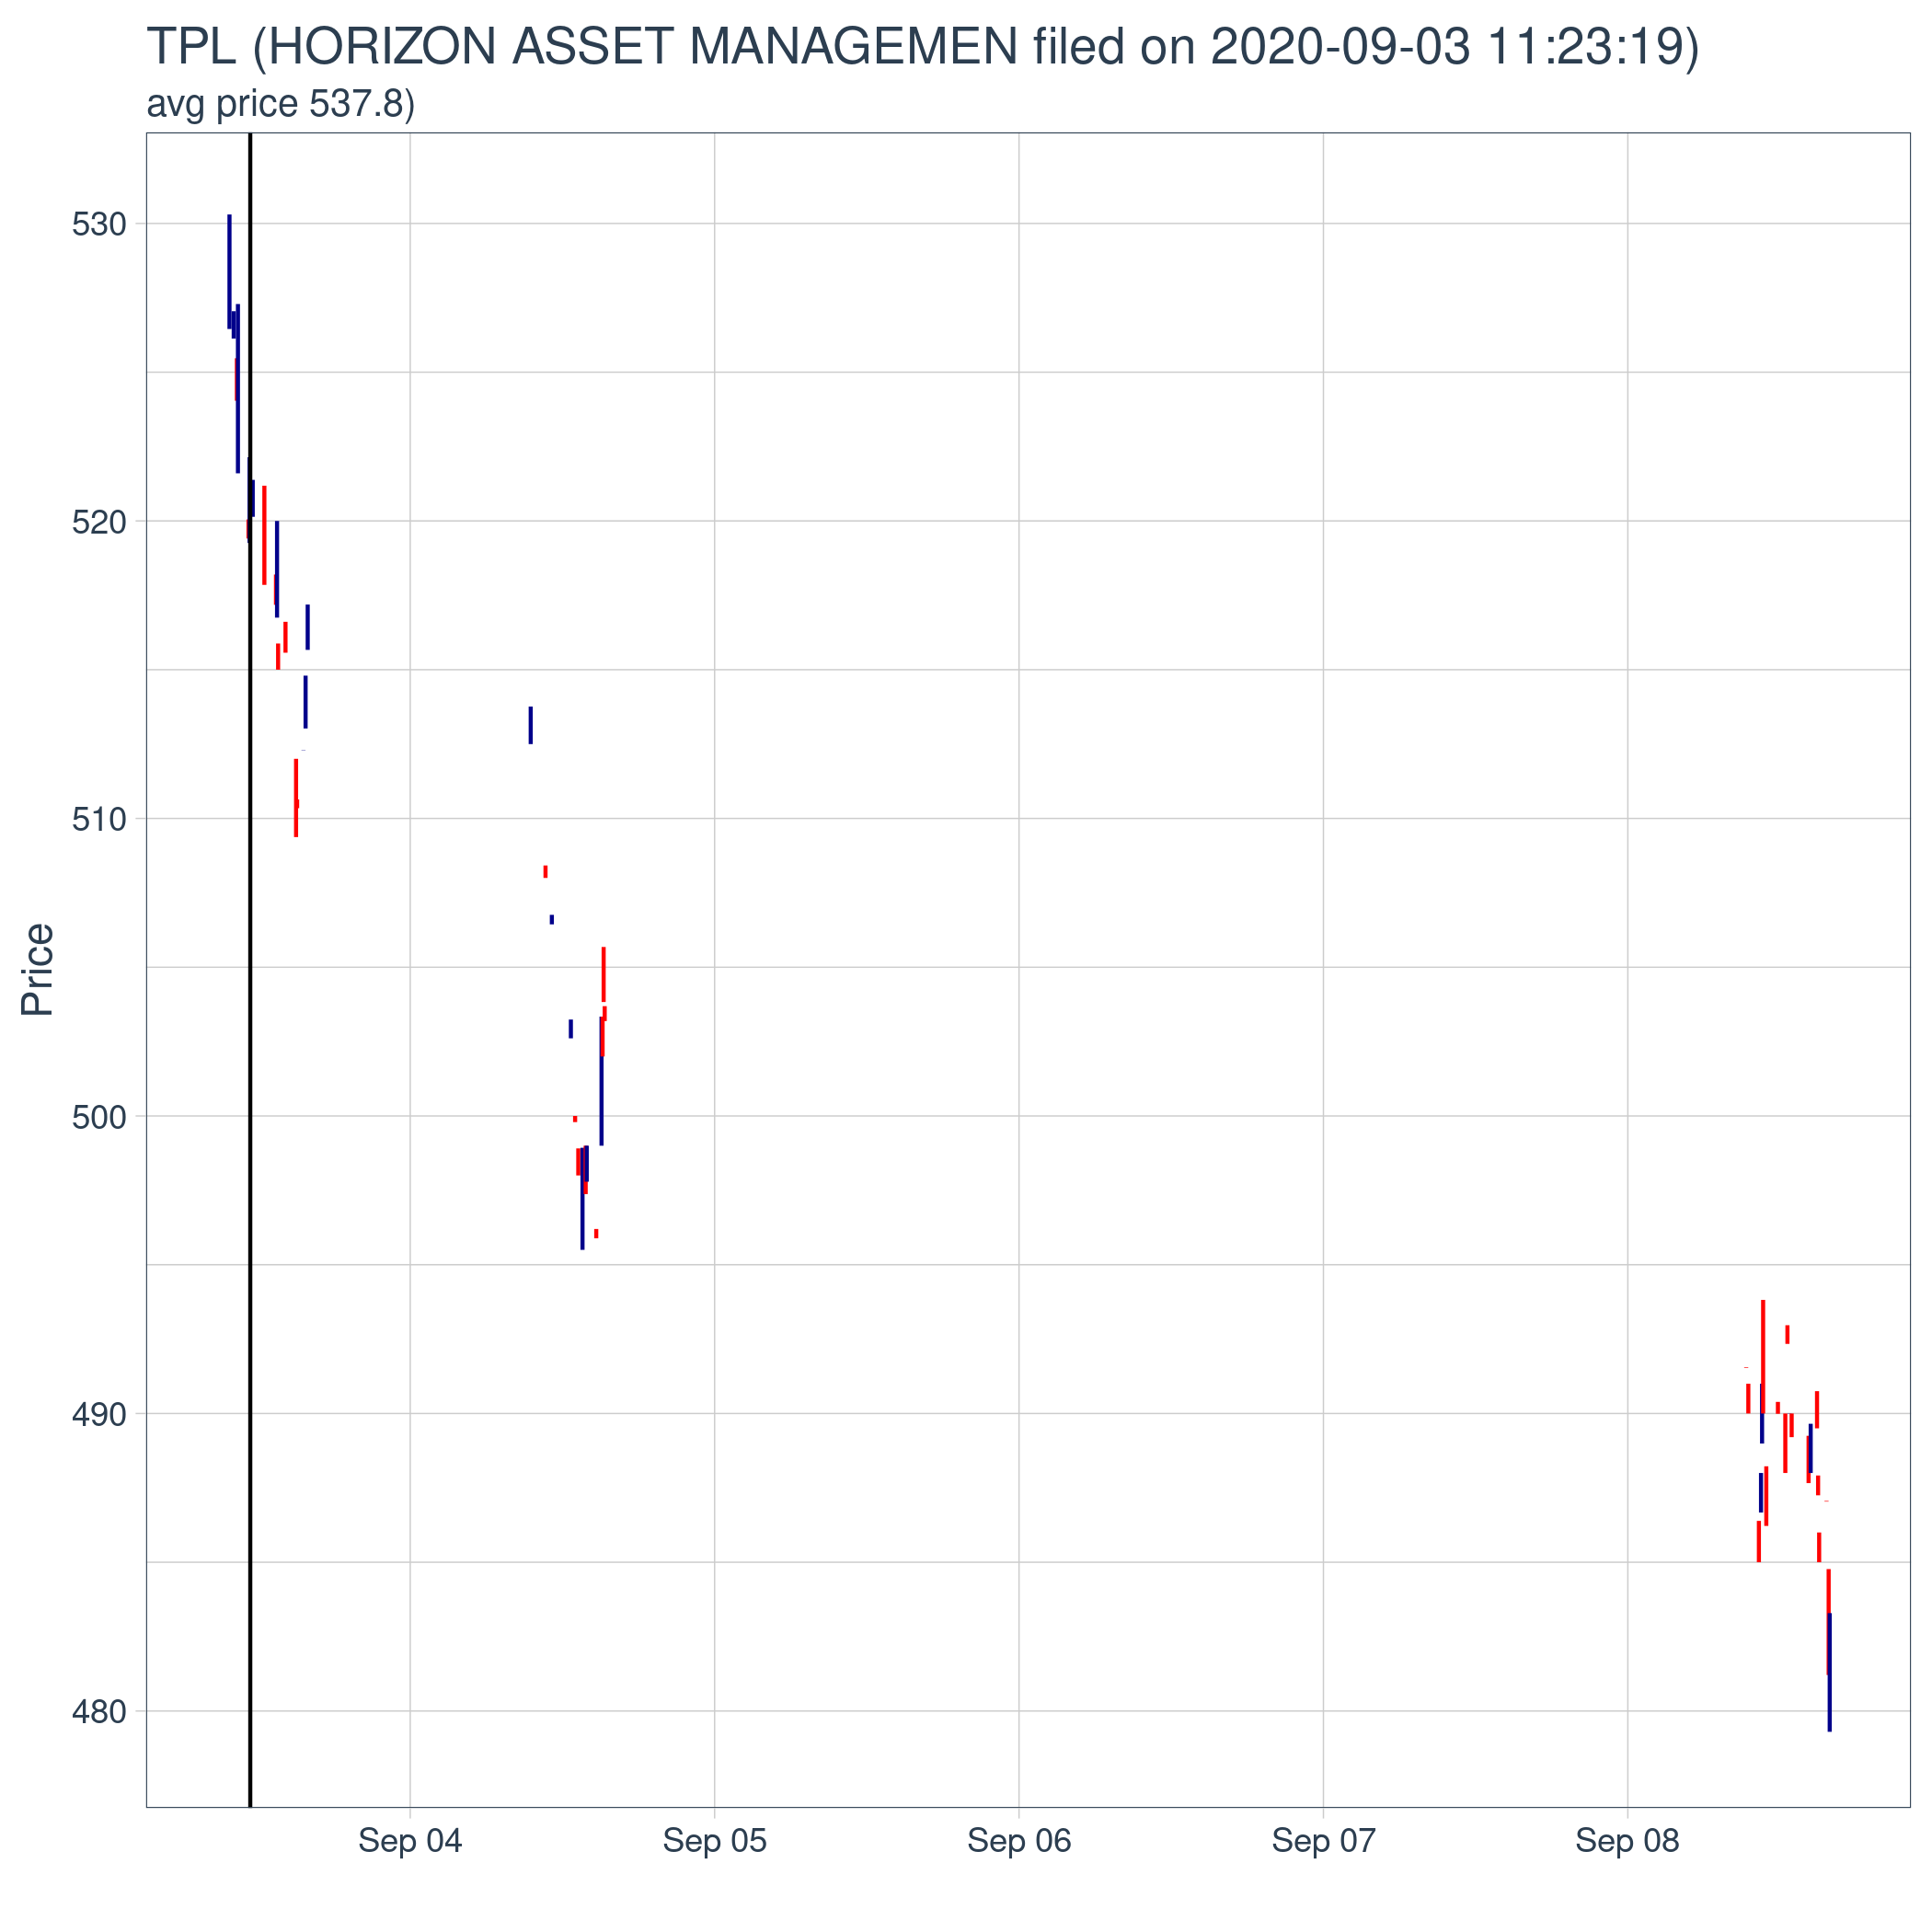 TPL (HORIZON ASSET MANAGEMEN filed on 2020-09-03 11:23:19)
avg price 537.8)
530
520
510
500
490
480
Price
Sep 04 Sep 05 Sep 06 Sep 07 Sep 08